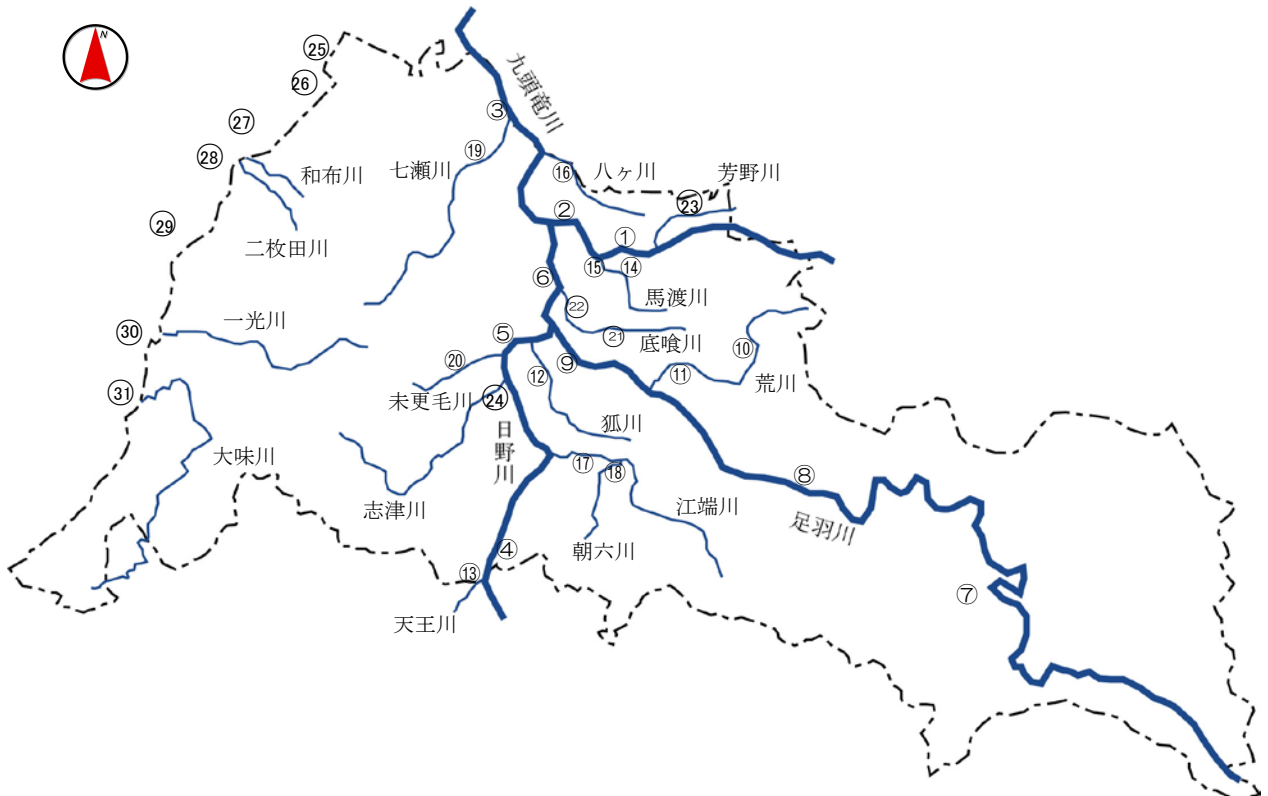 N
㉕
㉖
九頭竜川
③
㉗
㉘
和布川
七瀬川
⑲
⑯
八ヶ川
芳野川
㉓
㉙
二枚田川
②
①
⑮
⑭
馬渡川
⑥
㉒
㉑
底喰川
㉚
一光川
⑤
⑳
⑫
⑨
⑩
⑪
荒川
㉛
未更毛川
㉔
狐川
日野川
大味川
志津川
⑰
⑱
江端川
⑧
足羽川
朝六川
④
⑬
天王川
⑦